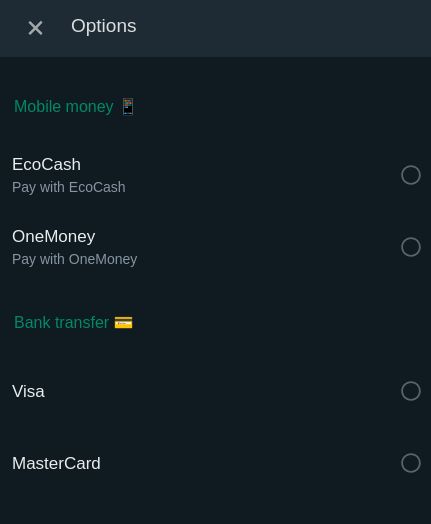 Options
Mobile money 📱
EcoCash
Pay with EcoCash
OneMoney
Pay with OneMoney
Bank transfer 💳
Visa
MasterCard